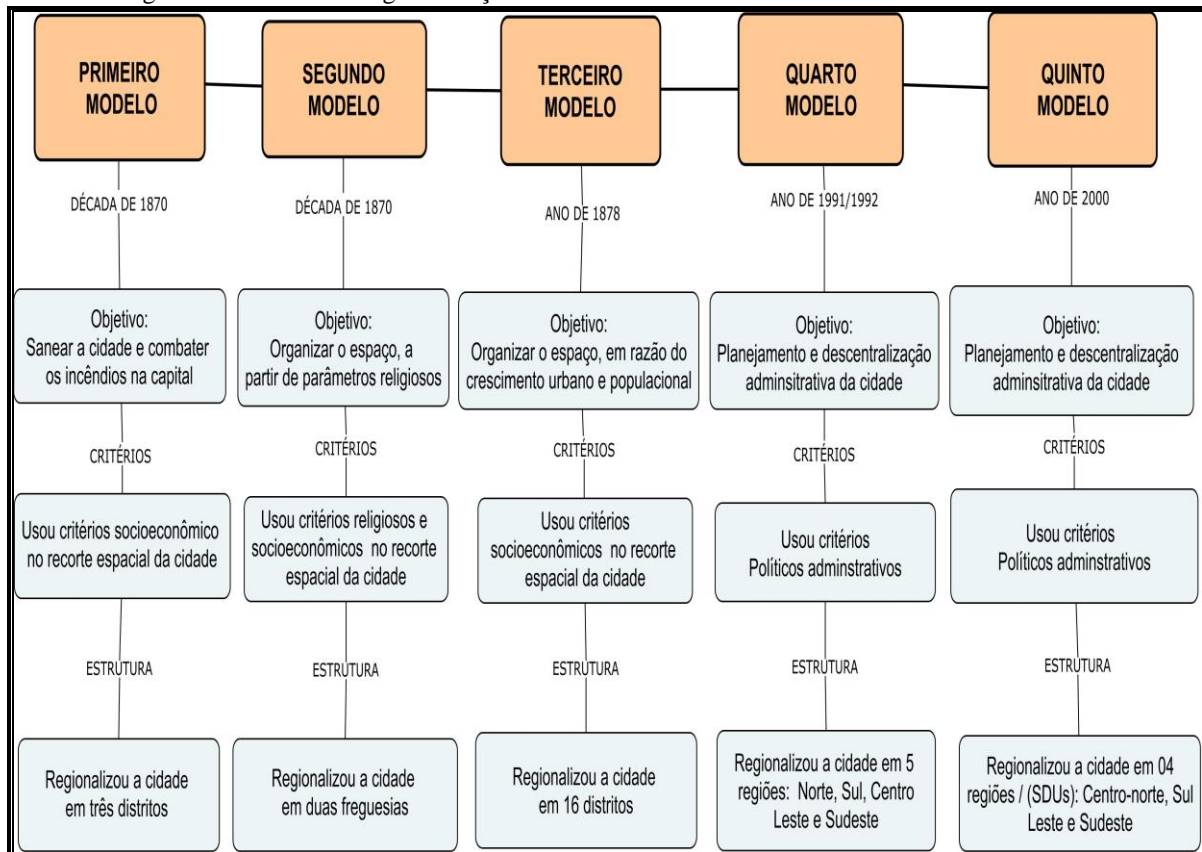 PRIMEIRO
MODELO
SEGUNDO
MODELO
TERCEIRO
MODELO
QUARTO
MODELO
QUINTO
MODELO
DÉCADA DE 1870
DÉCADA DE 1870
ANO DE 1878
ANO DE 1991/1992
ANO DE 2000
Objetivo:
Sanear a cidade e combater
os incêndios na capital
Objetivo:
Organizar o espaço, a
partir de parâmetros religiosos
Objetivo:
Organizar o espaço, em razão do
crescimento urbano e populacional
Objetivo:
Planejamento e descentralização
adminsitrativa da cidade
Objetivo:
Planejamento e descentralização
adminsitrativa da cidade
CRITÉRIOS
CRITÉRIOS
CRITÉRIOS
CRITÉRIOS
CRITÉRIOS
Usou critérios socioeconômico
no recorte espacial da cidade
Usou critérios religiosos e
socioeconômicos no recorte
espacial da cidade
Usou critérios
socioeconômicos no recorte
espacial da cidade
Usou critérios
Políticos adminstrativos
Usou critérios
Políticos adminstrativos
ESTRUTURA
ESTRUTURA
ESTRUTURA
ESTRUTURA
ESTRUTURA
Regionalizou a cidade
em três distritos
Regionalizou a cidade
em duas freguesias
Regionalizou a cidade
em 16 distritos
Regionalizou a cidade em 5
regiões: Norte, Sul, Centro
Leste e Sudeste
Regionalizou a cidade em 04
regiões / (SDUs): Centro-norte, Sul
Leste e Sudeste